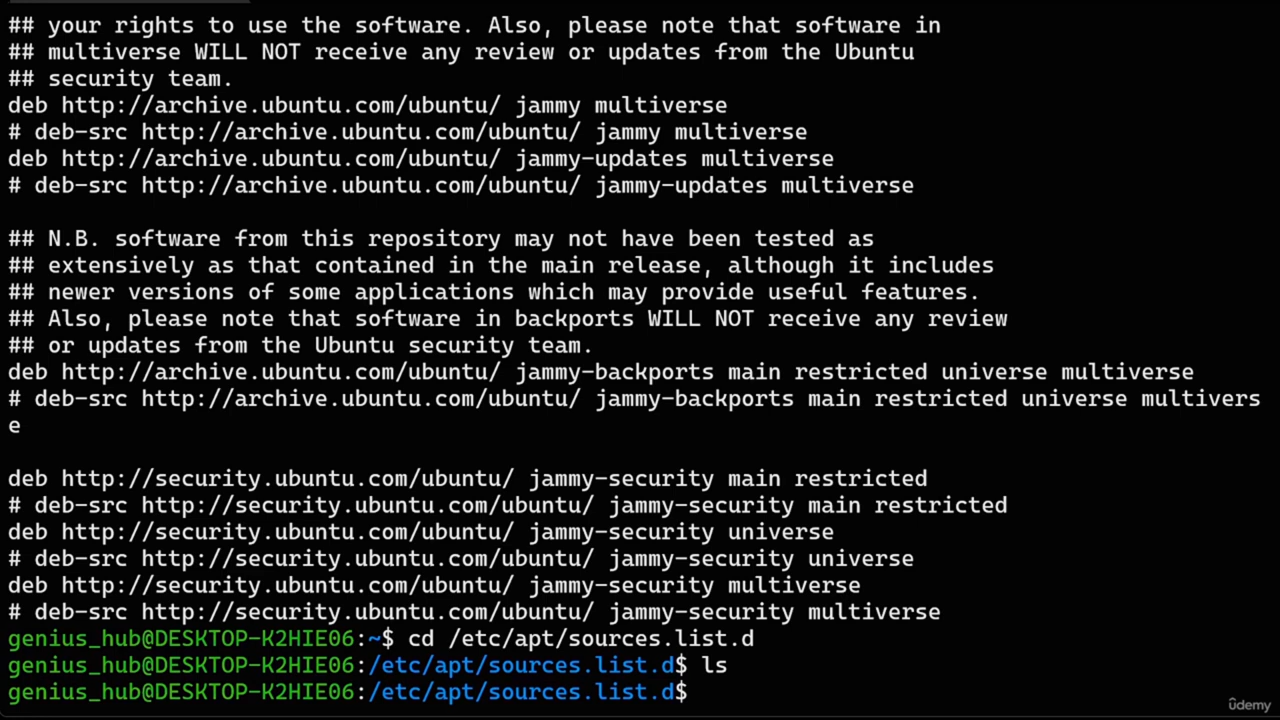 ## your rights to use the software. Also, please note that software in
## multiverse WILL NOT receive any review or updates from the Ubuntu
## security team.
deb http://archive.ubuntu.com/ubuntu/ jammy multiverse
# deb-src http://archive.ubuntu.com/ubuntu/ jammy multiverse
deb http://archive.ubuntu.com/ubuntu/ jammy-updates multiverse
# deb-src http://archive.ubuntu.com/ubuntu/ jammy-updates multiverse

## N.B. software from this repository may not have been tested as
## extensively as that contained in the main release, although it includes
## newer versions of some applications which may provide useful features.
## Also, please note that software in backports WILL NOT receive any review
## or updates from the Ubuntu security team.
deb http://archive.ubuntu.com/ubuntu/ jammy-backports main restricted universe multiverse
# deb-src http://archive.ubuntu.com/ubuntu/ jammy-backports main restricted universe multivers
e

deb http://security.ubuntu.com/ubuntu/ jammy-security main restricted
# deb-src http://security.ubuntu.com/ubuntu/ jammy-security main restricted
deb http://security.ubuntu.com/ubuntu/ jammy-security universe
# deb-src http://security.ubuntu.com/ubuntu/ jammy-security universe
deb http://security.ubuntu.com/ubuntu/ jammy-security multiverse
# deb-src http://security.ubuntu.com/ubuntu/ jammy-security multiverse
genius_hub@DESKTOP-K2HIE06:~$ cd /etc/apt/sources.list.d
genius_hub@DESKTOP-K2HIE06:/etc/apt/sources.list.d$ ls
genius_hub@DESKTOP-K2HIE06:/etc/apt/sources.list.d$
ûdemy